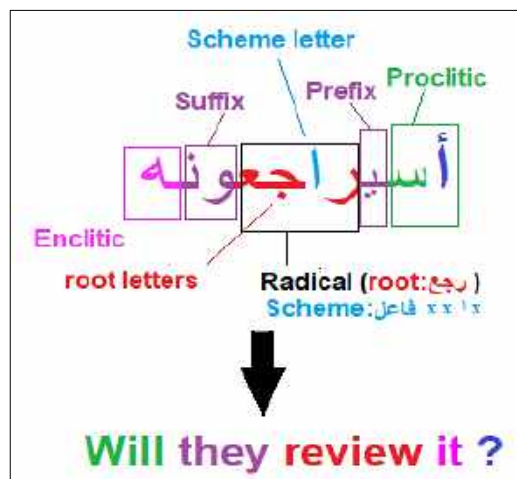 Scheme letter
Proclitic
Suffix
Prefix
أسيراجعونه
Enclitic
root letters
Radical (root:رجع )
Scheme:فاعل x x ا x
Will they review it ?